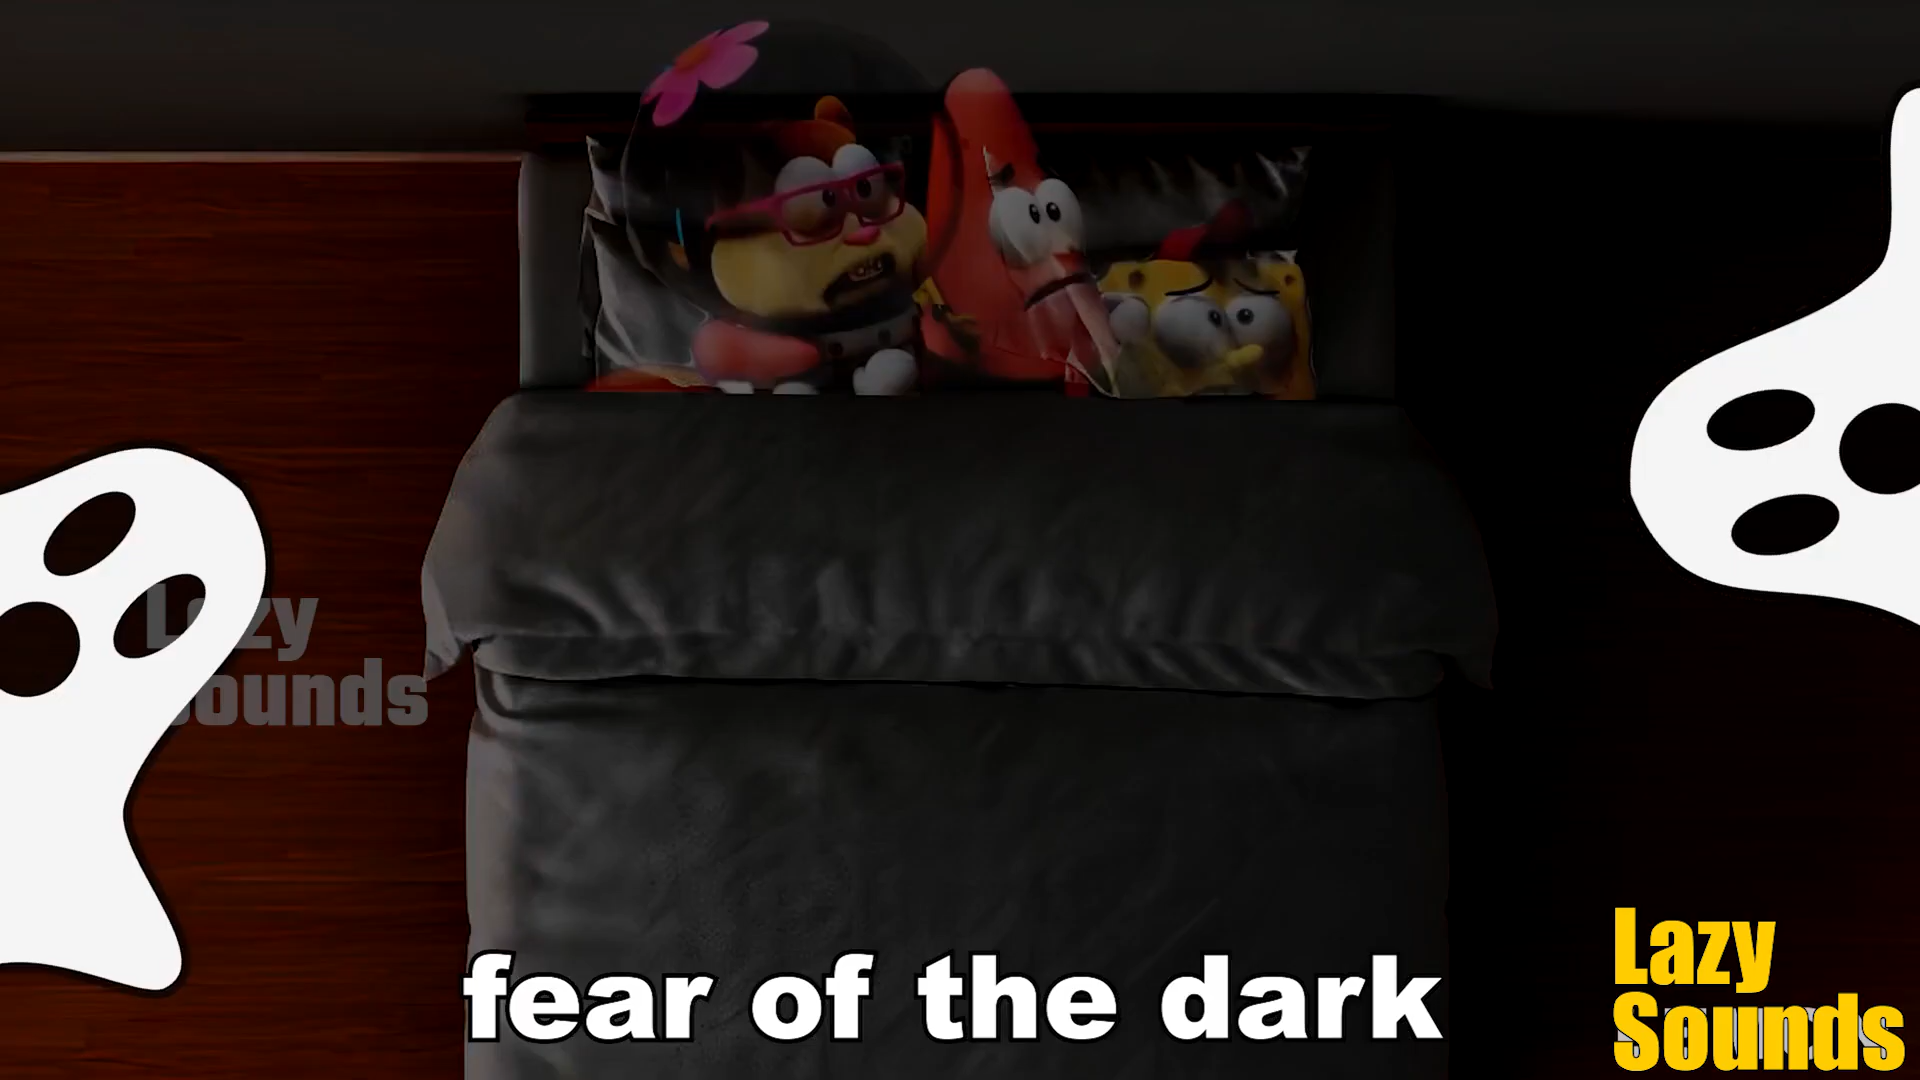 Lazy
Sounds
fear of the dark
Lazy
Sounds